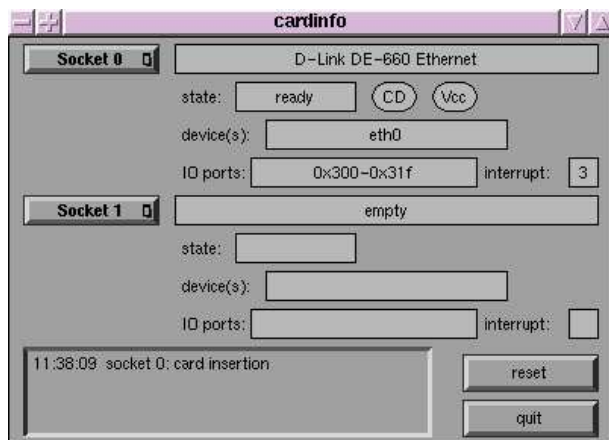 cardinfo
Socket 0 D-Link DE-660 Ethernet
state: ready CD Vcc
device(s): eth0
IO ports: 0x300-0x31f interrupt: 3
Socket 1 empty
state:
device(s):
IO ports: interrupt:
11:38:09 socket 0: card insertion
reset
quit